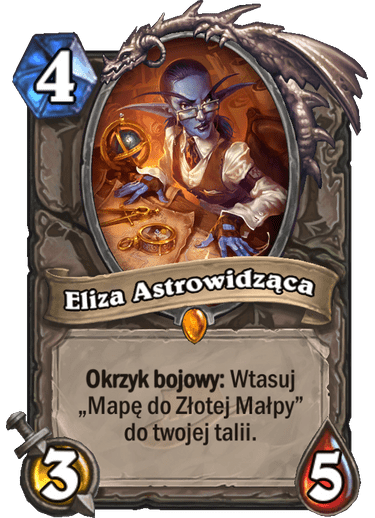 4
Eliza Astrowidząca
Okrzyk bojowy: Wtasuj
„Mapę do Złotej Małpy”
do twojej talii.
3
5